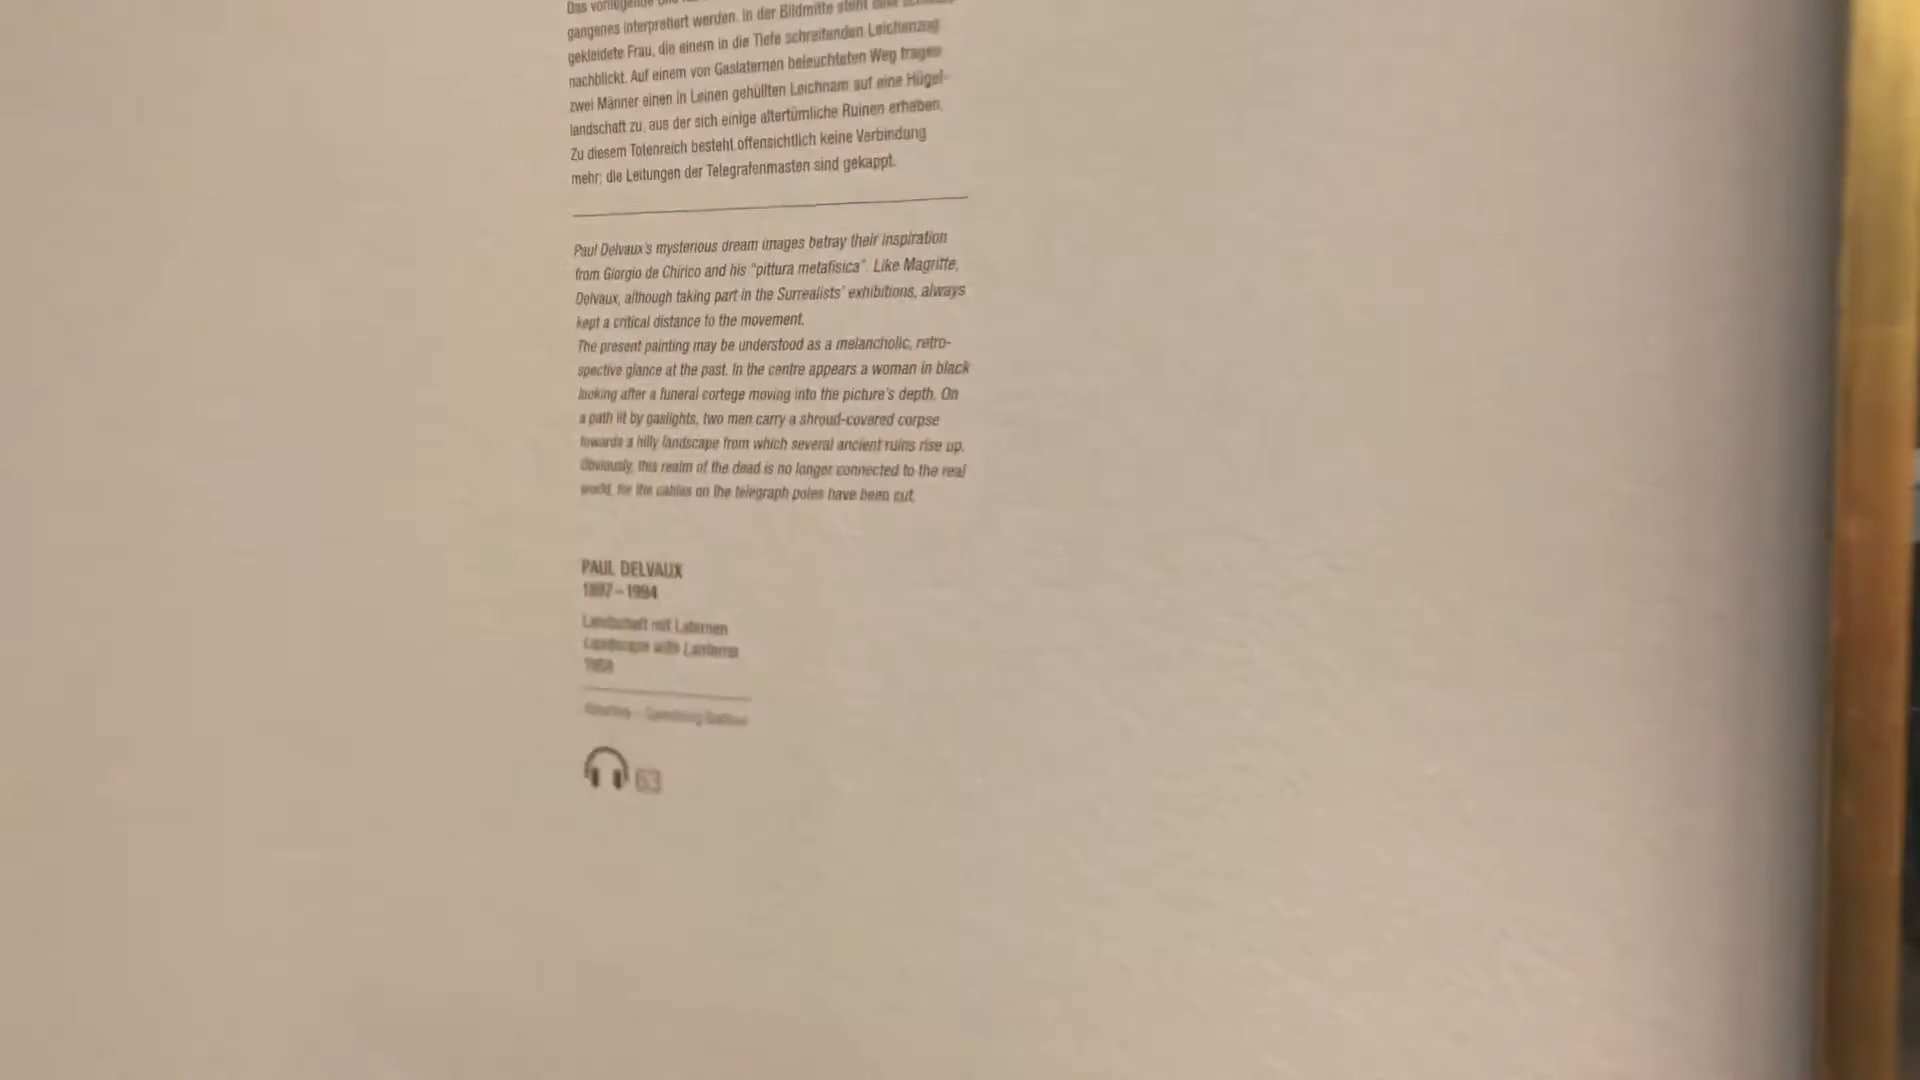 Das vorliegende
gangenes interpretiert werden. In der Bildmitte steht eine
gekleidete Frau, die einem in die Tiefe schreitenden Leichenzug
nachblickt. Auf einem von Gaslaternen beleuchteten Weg tragen
zwei Männer einen in Leinen gehüllten Leichnam auf eine Hügel-
landschaft zu, aus der sich einige altertümliche Ruinen erheben.
Zu diesem Totenreich besteht offensichtlich keine Verbindung
mehr; die Leitungen der Telegrafenmasten sind gekappt.
Paul Delvaux's mysterious dream images betray their inspiration
from Giorgio de Chirico and his "pittura metafisica". Like Magritte,
Delvaux, although taking part in the Surrealists' exhibitions, always
kept a critical distance to the movement.
The present painting may be understood as a melancholic, retro-
spective glance at the past. In the centre appears a woman in black
looking after a funeral cortege moving into the picture's depth. On
a path lit by gaslights, two men carry a shroud-covered corpse
towards a hilly landscape from which several ancient ruins rise up.
Obviously, this realm of the dead is no longer connected to the real
world, for the cables on the telegraph poles have been cut.
PAUL DELVAUX
1897 – 1994
Landschaft mit Laternen
Landscape with Lanterns
1958
Albertina – Sammlung Batliner
63